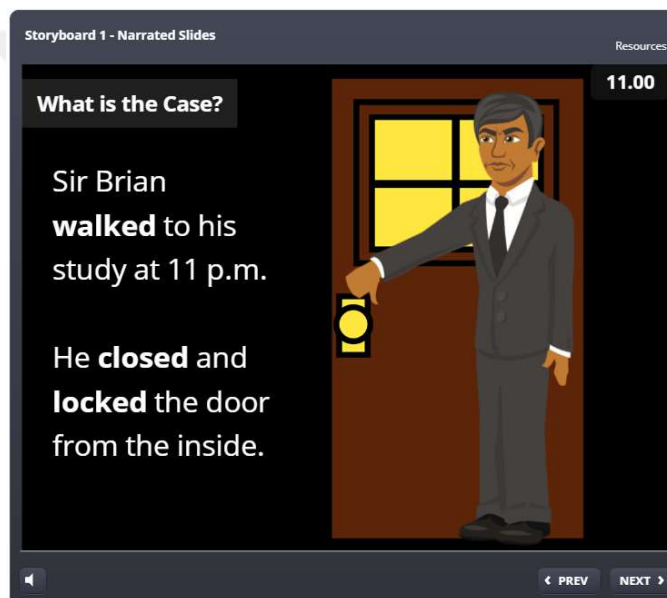 Storyboard 1 - Narrated Slides
Resources
11.00
What is the Case?
Sir Brian
walked to his
study at 11 p.m.
He closed and
locked the door
from the inside.
PREV
NEXT